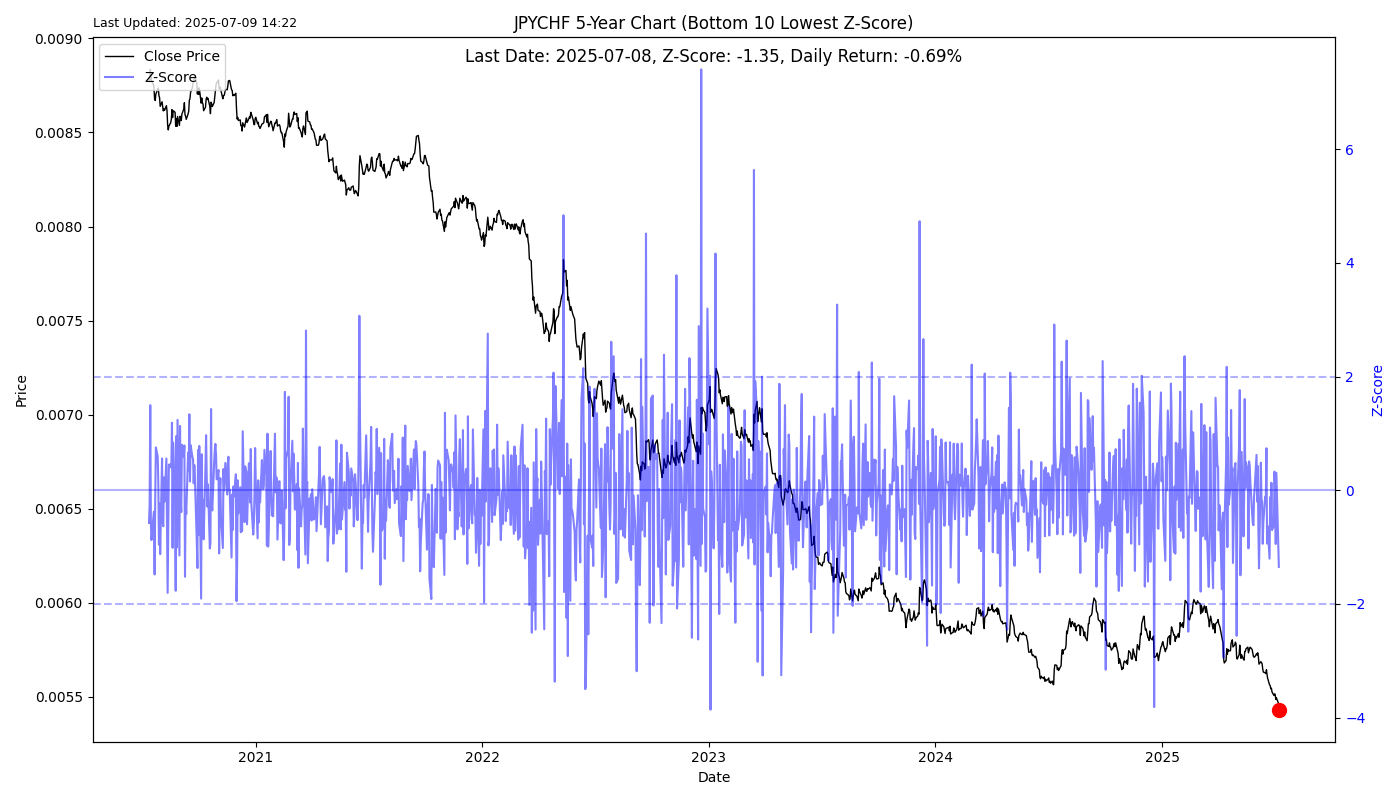 Last Updated: 2025-07-09 14:22
JPYCHF 5-Year Chart (Bottom 10 Lowest Z-Score)
Last Date: 2025-07-08, Z-Score: -1.35, Daily Return: -0.69%
Close Price
Z-Score
0.0090
0.0085
0.0080
0.0075
0.0070
0.0065
0.0060
0.0055
Price
6
4
2
0
−2
−4
Z-Score
2021
2022
2023
2024
2025
Date